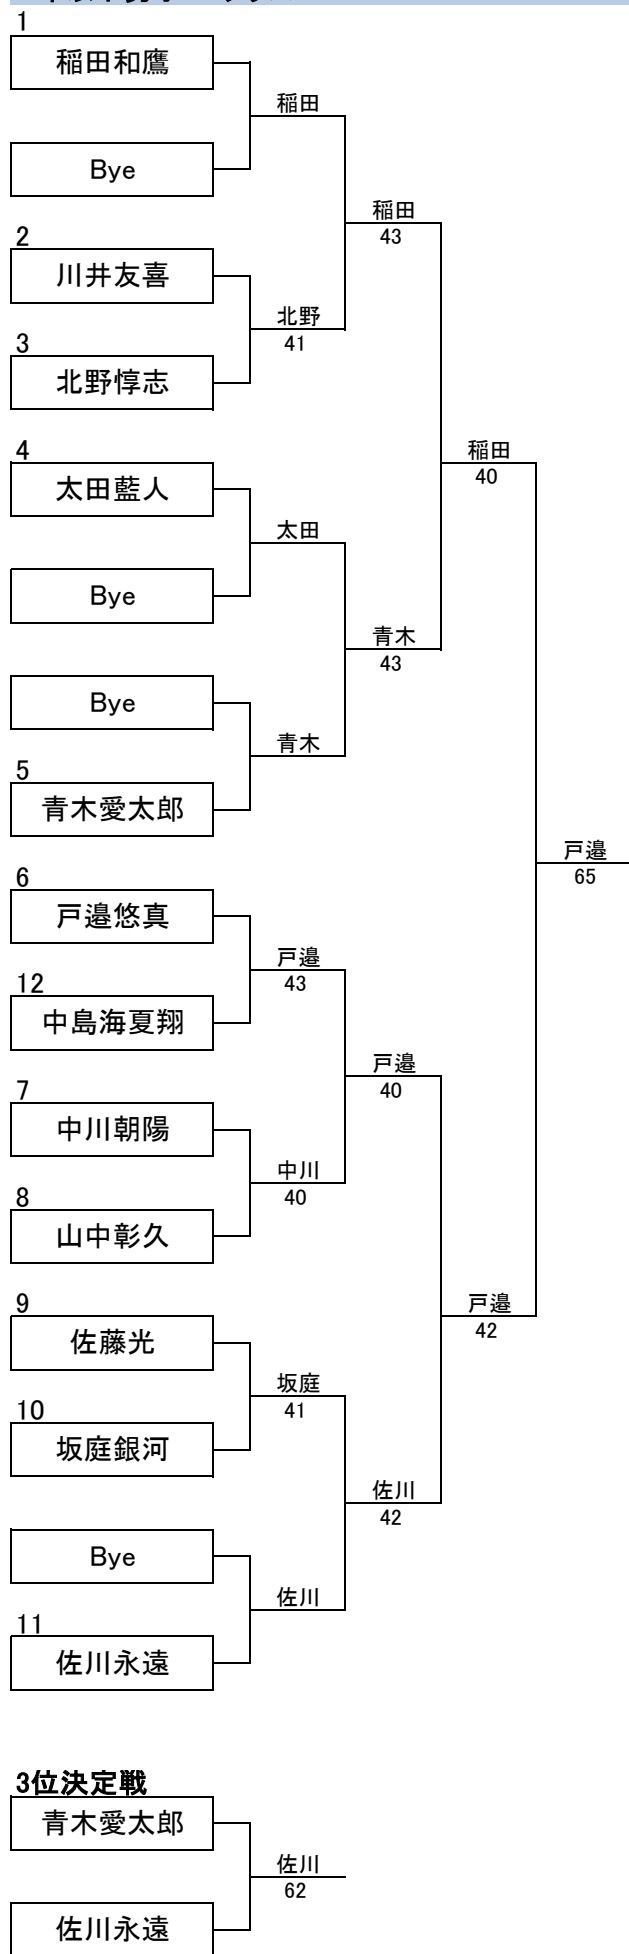 1
稲田和鷹
稲田
Bye
稲田
43
2
川井友喜
北野
41
3
北野惇志
稲田
40
4
太田藍人
太田
Bye
青木
43
Bye
青木
5
青木愛太郎
戸邉
65
6
戸邉悠真
戸邉
43
12
中島海夏翔
戸邉
40
7
中川朝陽
中川
40
8
山中彰久
戸邉
42
9
佐藤光
坂庭
41
10
坂庭銀河
佐川
42
Bye
佐川
11
佐川永遠
3位決定戦
青木愛太郎
佐川
62
佐川永遠